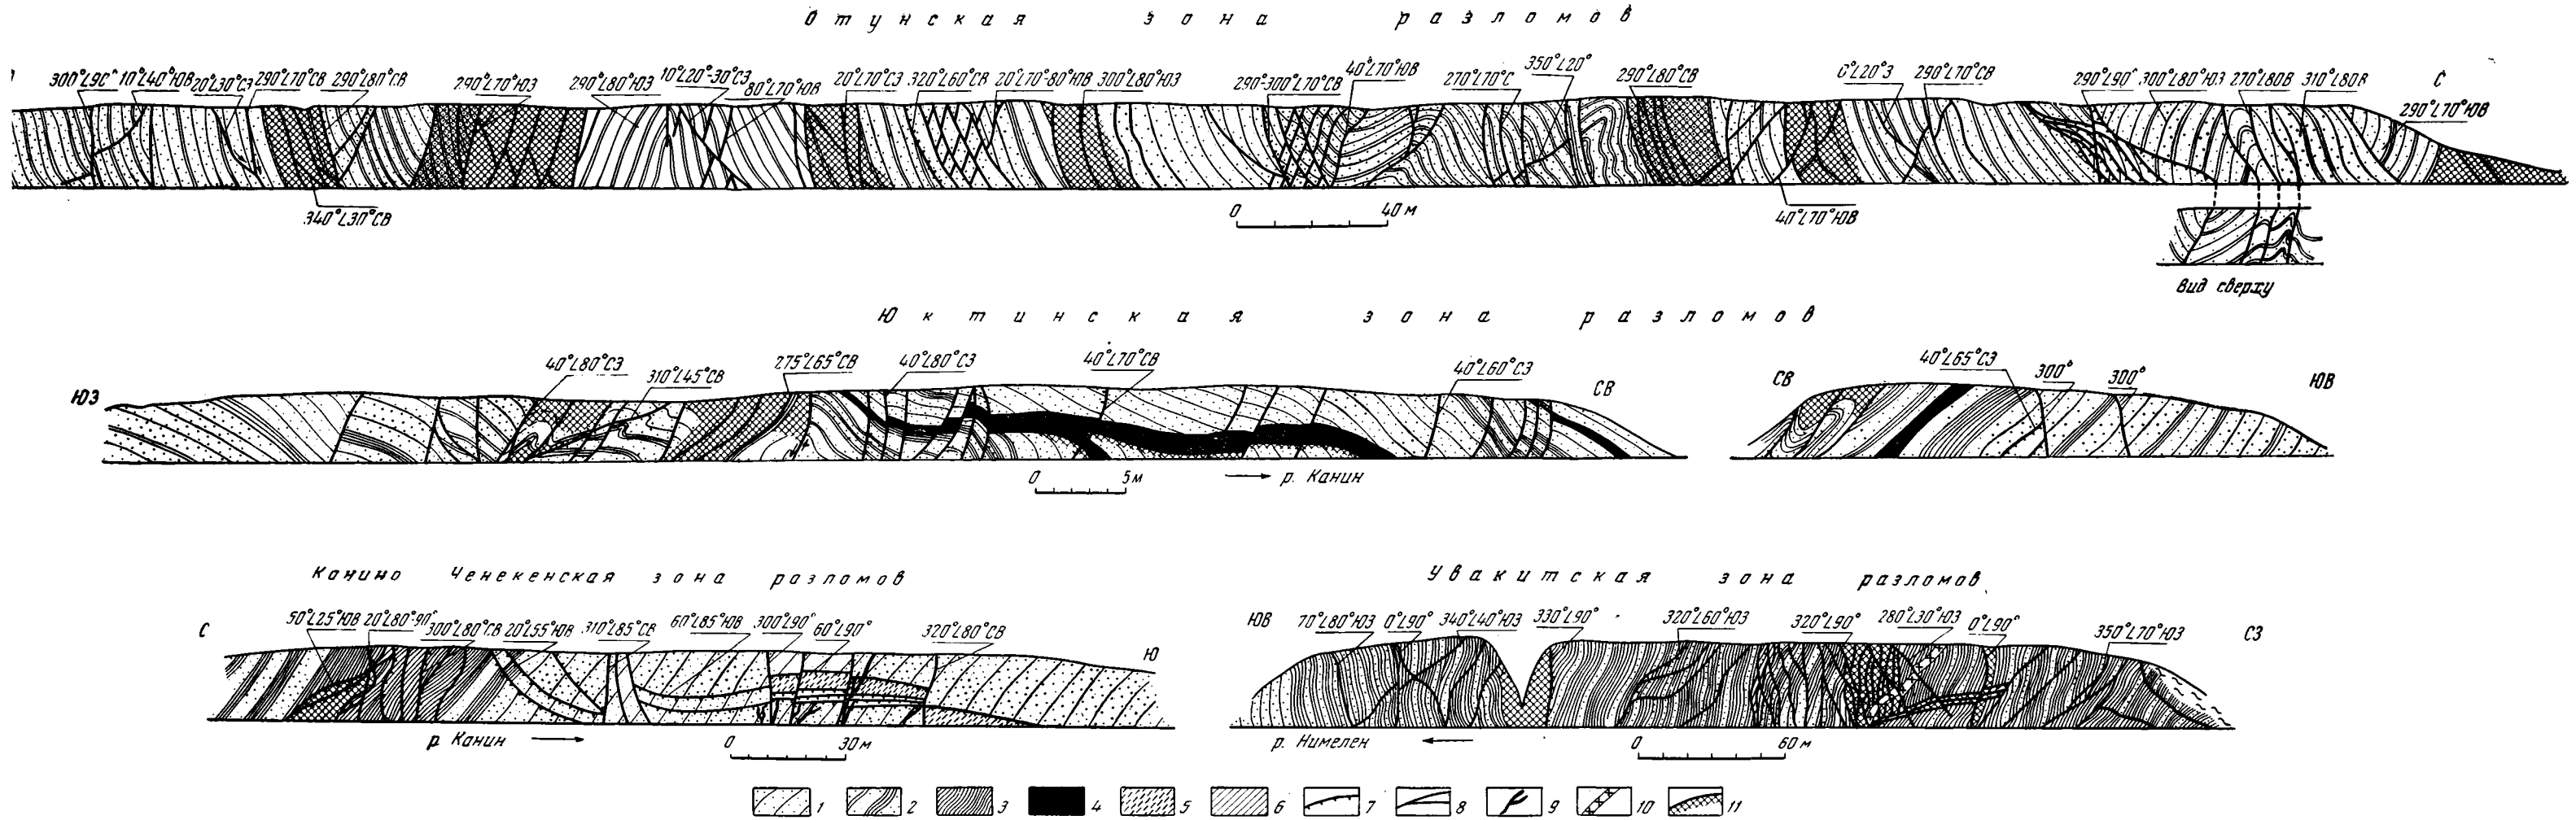 Отунская зона разломов
300°∠90° 10°∠40°ЮВ 20°∠30°СЗ 290°∠70°СВ 290°∠80°СВ 290°∠70°ЮЗ 290°∠80°ЮЗ 10°∠20°-30°СЗ 80°∠70°ЮВ 20°∠70°СЗ 320°∠60°СВ 20°∠70°-80°ЮВ 300°∠80°ЮЗ 290-300°∠70°СВ 40°∠70°ЮВ 270°∠70°С 350°∠20° 290°∠80°СВ 0°∠20°З 290°∠70°СВ 290°∠90° 300°∠80°ЮЗ 270°∠80В 310°∠80В С
290°∠70°ЮВ
340°∠30°СВ 0 40м 40°∠70°ЮВ
Вид сверху
Юктинская зона разломов
ЮЗ 40°∠80°СЗ 310°∠45°СВ 275°∠65°СВ 40°∠80°СЗ 40°∠70°СВ 40°∠60°СЗ СВ СВ 40°∠65°СЗ 300° 300° ЮВ
0 5м р. Канин
Канино Ченекенская зона разломов Увакитская зона разломов
С 50°∠25°ЮВ 20°∠80°-90° 300°∠80°СВ 20°∠55°ЮВ 310°∠85°СВ 60°∠85°ЮВ 300°∠90° 60°∠90° 320°∠80°СВ Ю ЮВ 70°∠80°ЮЗ 0°∠90° 340°∠40°ЮЗ 330°∠90° 320°∠60°ЮЗ 320°∠90° 280°∠30°ЮЗ 0°∠90° 350°∠70°ЮЗ СЗ
р. Канин 0 30м р. Нимелен 0 60м
1 2 3 4 5 6 7 8 9 10 11